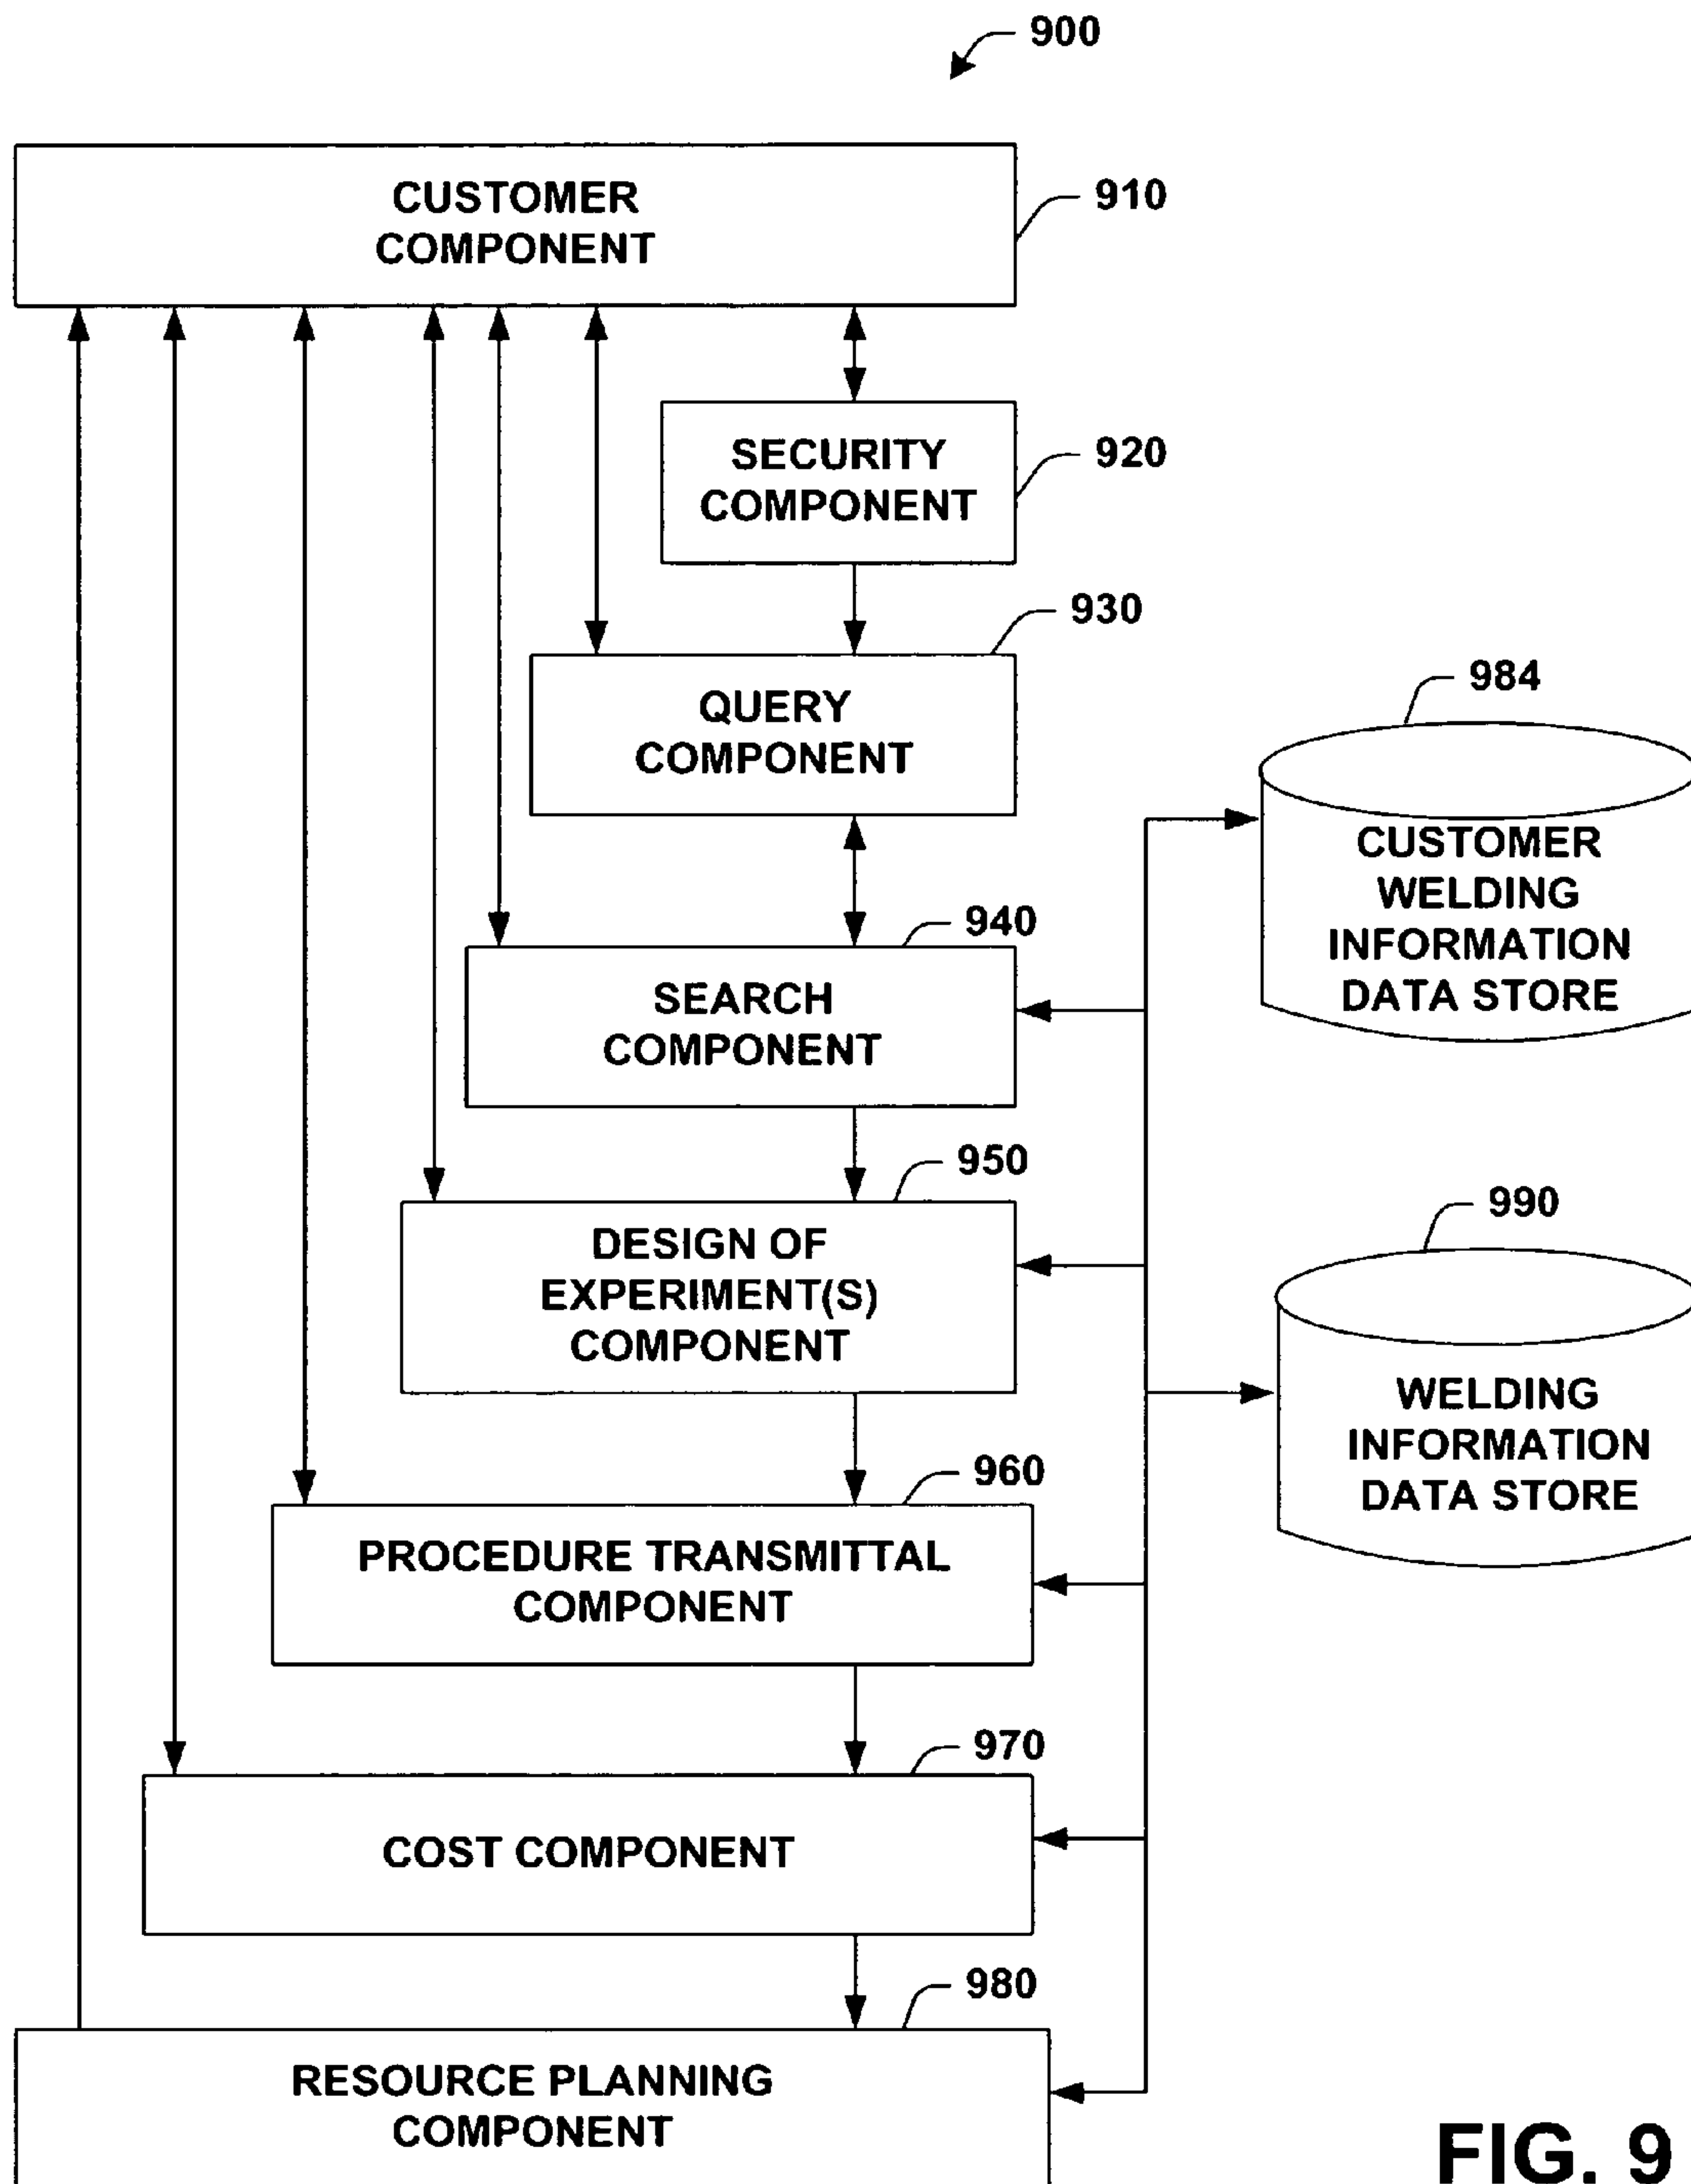 900
CUSTOMER
COMPONENT
910
SECURITY
COMPONENT
920
930
QUERY
COMPONENT
984
CUSTOMER
WELDING
INFORMATION
DATA STORE
940
SEARCH
COMPONENT
950
DESIGN OF
EXPERIMENT(S)
COMPONENT
990
WELDING
INFORMATION
DATA STORE
960
PROCEDURE TRANSMITTAL
COMPONENT
970
COST COMPONENT
980
RESOURCE PLANNING
COMPONENT
FIG. 9